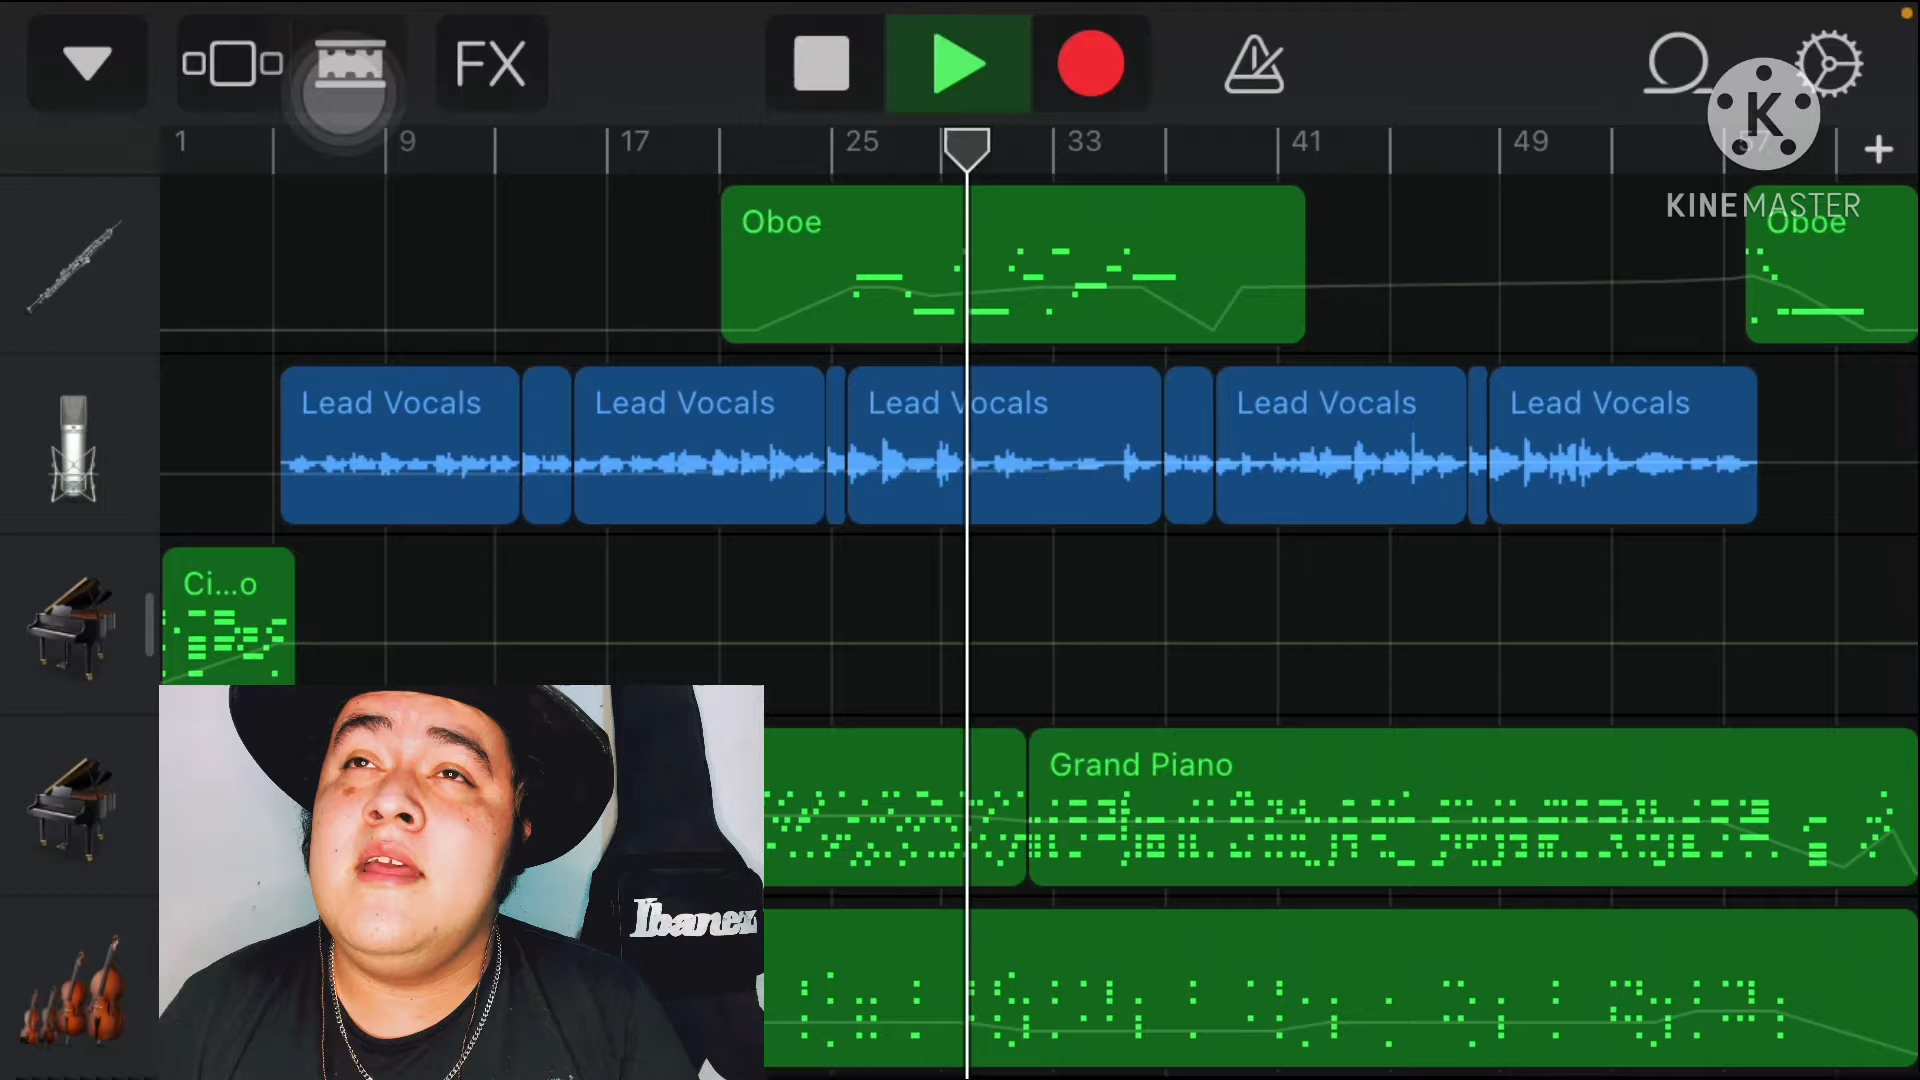 FX
1 9 17 25 33 41 49 57
K
KINEMASTER
Oboe Oboe
Lead Vocals Lead Vocals Lead Vocals Lead Vocals Lead Vocals
Ci...o
Grand Piano
Ibanez